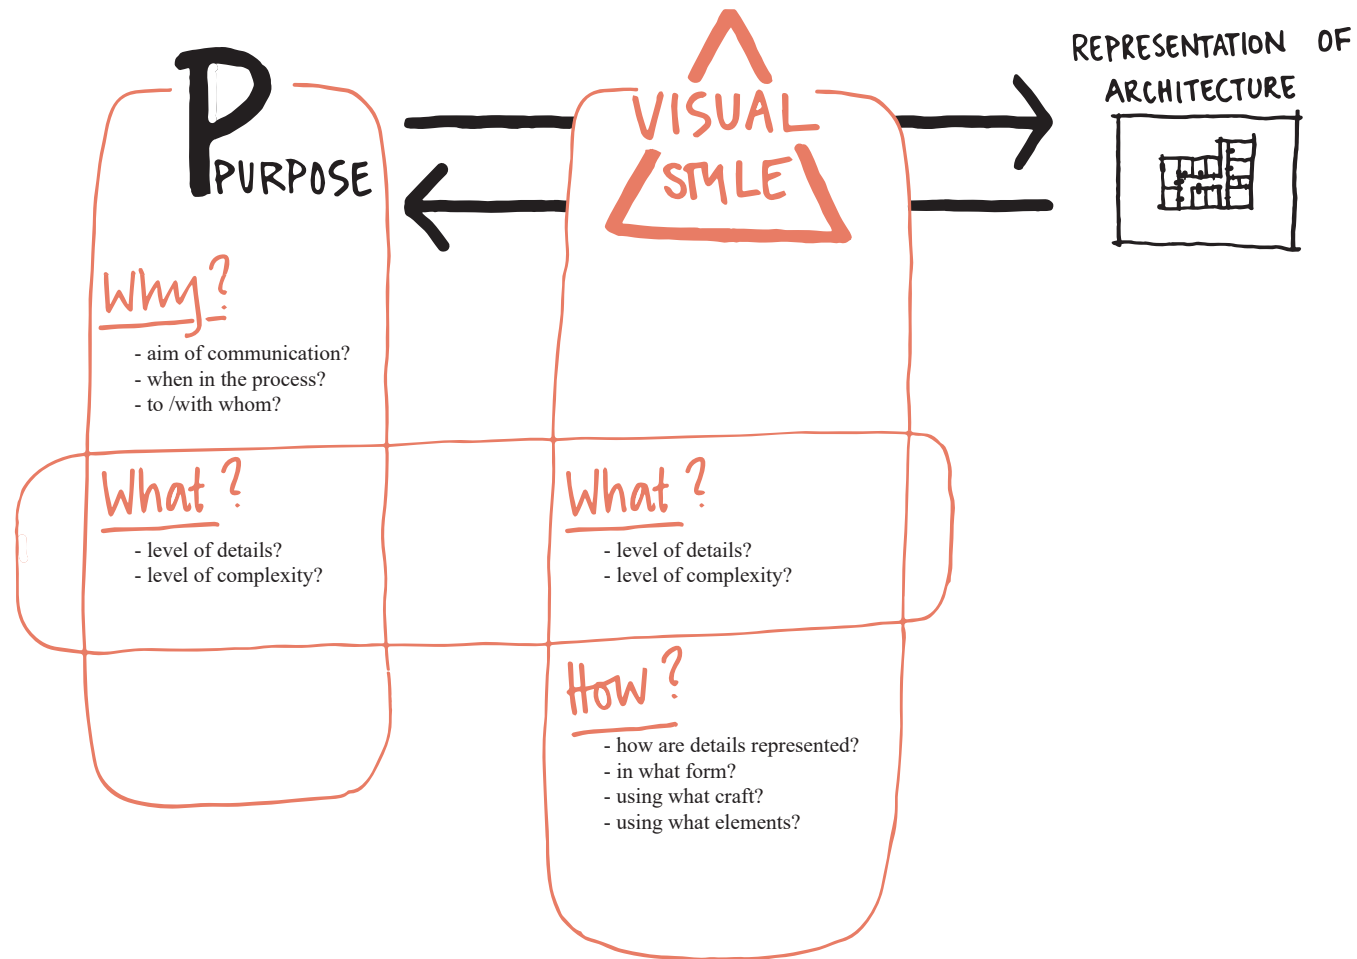 P
PURPOSE
VISUAL
STYLE
REPRESENTATION OF
ARCHITECTURE
Why?
- aim of communication?
- when in the process?
- to /with whom?
What?
- level of details?
- level of complexity?
What?
- level of details?
- level of complexity?
How?
- how are details represented?
- in what form?
- using what craft?
- using what elements?